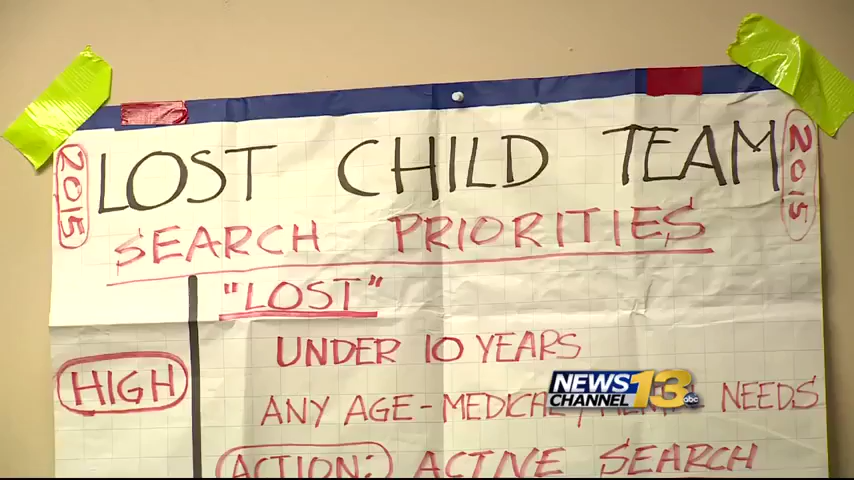 2015 LOST CHILD TEAM 2015
SEARCH PRIORITIES
"LOST"
UNDER 10 YEARS
HIGH
ANY AGE - MEDICAL NEEDS
ACTION: ACTIVE SEARCH
NEWS 13
CHANNEL abc